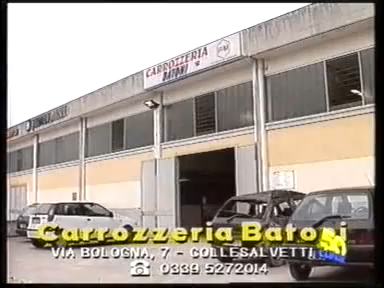 CARROZZERIA
BATONI
Carrozzeria Batoni
VIA BOLOGNA, 7 - COLLESALVETTI
☎ 0339 5272014